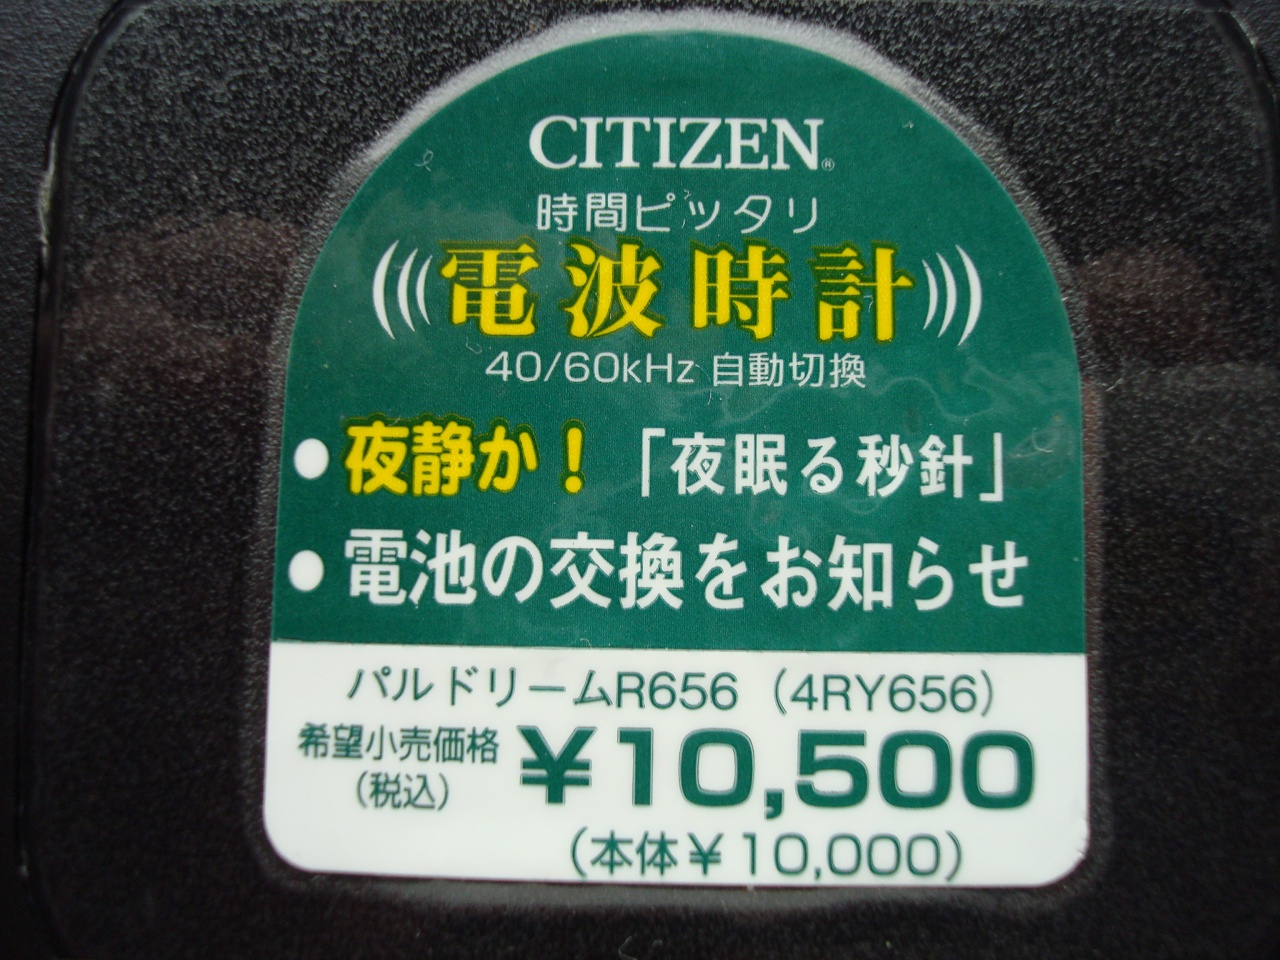 CITIZEN®
時間ピッタリ
電波時計
40/60kHz 自動切換
● 夜静か！「夜眠る秒針」
● 電池の交換をお知らせ
パルドリームR656（4RY656）
希望小売価格 ¥10,500
（税込）
（本体¥10,000）